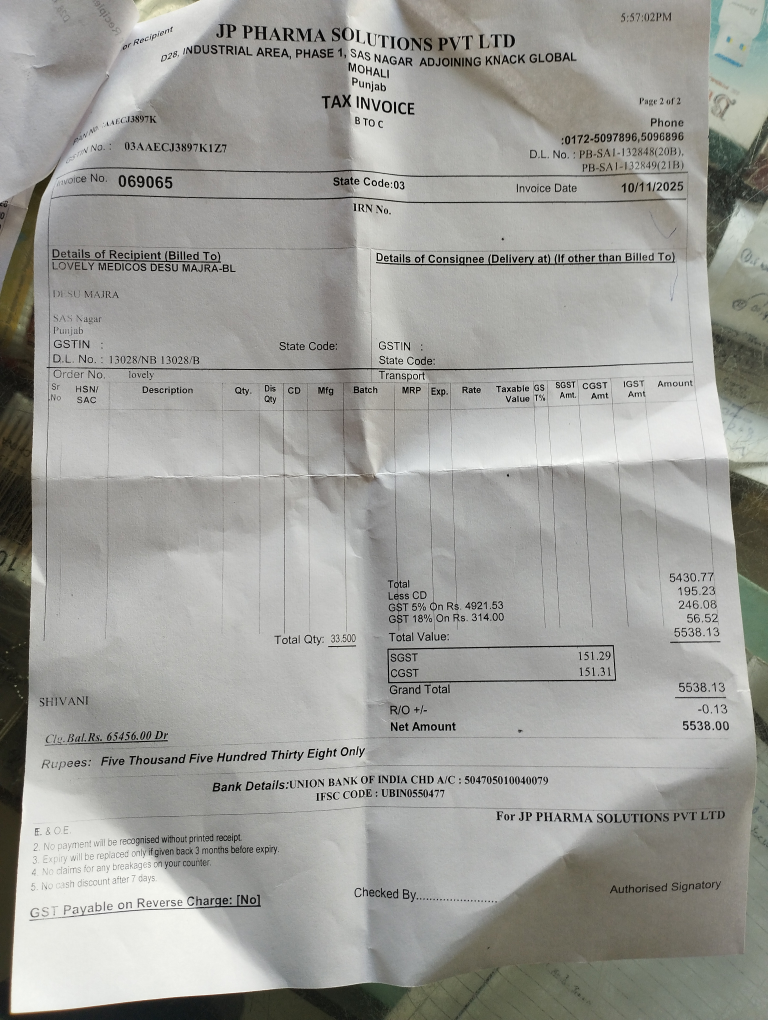 5:57:02PM
or Recipient
JP PHARMA SOLUTIONS PVT LTD
D28, INDUSTRIAL AREA, PHASE 1, SAS NAGAR ADJOINING KNACK GLOBAL
MOHALI
Punjab
TAX INVOICE
B TO C
Page 2 of 2
PAN No. :AAECJ3897K
GSTIN No. : 03AAECJ3897K1Z7
Phone
:0172-5097896,5096896
D.L. No. : PB-SA1-132848(20B),
PB-SA1-132849(21B)
Invoice No. 069065 State Code:03 Invoice Date 10/11/2025
IRN No.
Details of Recipient (Billed To) Details of Consignee (Delivery at) (If other than Billed To)
LOVELY MEDICOS DESU MAJRA-BL
DESU MAJRA
SAS Nagar
Punjab
GSTIN : State Code: GSTIN :
D.L. No. : 13028/NB 13028/B State Code:
Order No. lovely Transport
Sr No HSN/ SAC Description Qty. Dis Qty CD Mfg Batch MRP Exp. Rate Taxable Value GS T% SGST Amt. CGST Amt IGST Amt Amount
Total 5430.77
Less CD 195.23
GST 5% On Rs. 4921.53 246.08
GST 18% On Rs. 314.00 56.52
Total Qty: 33.500 Total Value: 5538.13
SGST 151.29
CGST 151.31
Grand Total 5538.13
SHIVANI
R/O +/- -0.13
Net Amount 5538.00
Clg.Bal.Rs. 65456.00 Dr
Rupees: Five Thousand Five Hundred Thirty Eight Only
Bank Details:UNION BANK OF INDIA CHD A/C : 504705010040079
IFSC CODE : UBIN0550477
For JP PHARMA SOLUTIONS PVT LTD
E. & O.E.
2. No payment will be recognised without printed receipt.
3. Expiry will be replaced only if given back 3 months before expiry.
4. No claims for any breakages on your counter.
5. No cash discount after 7 days.
GST Payable on Reverse Charge: [No]
Checked By........................
Authorised Signatory